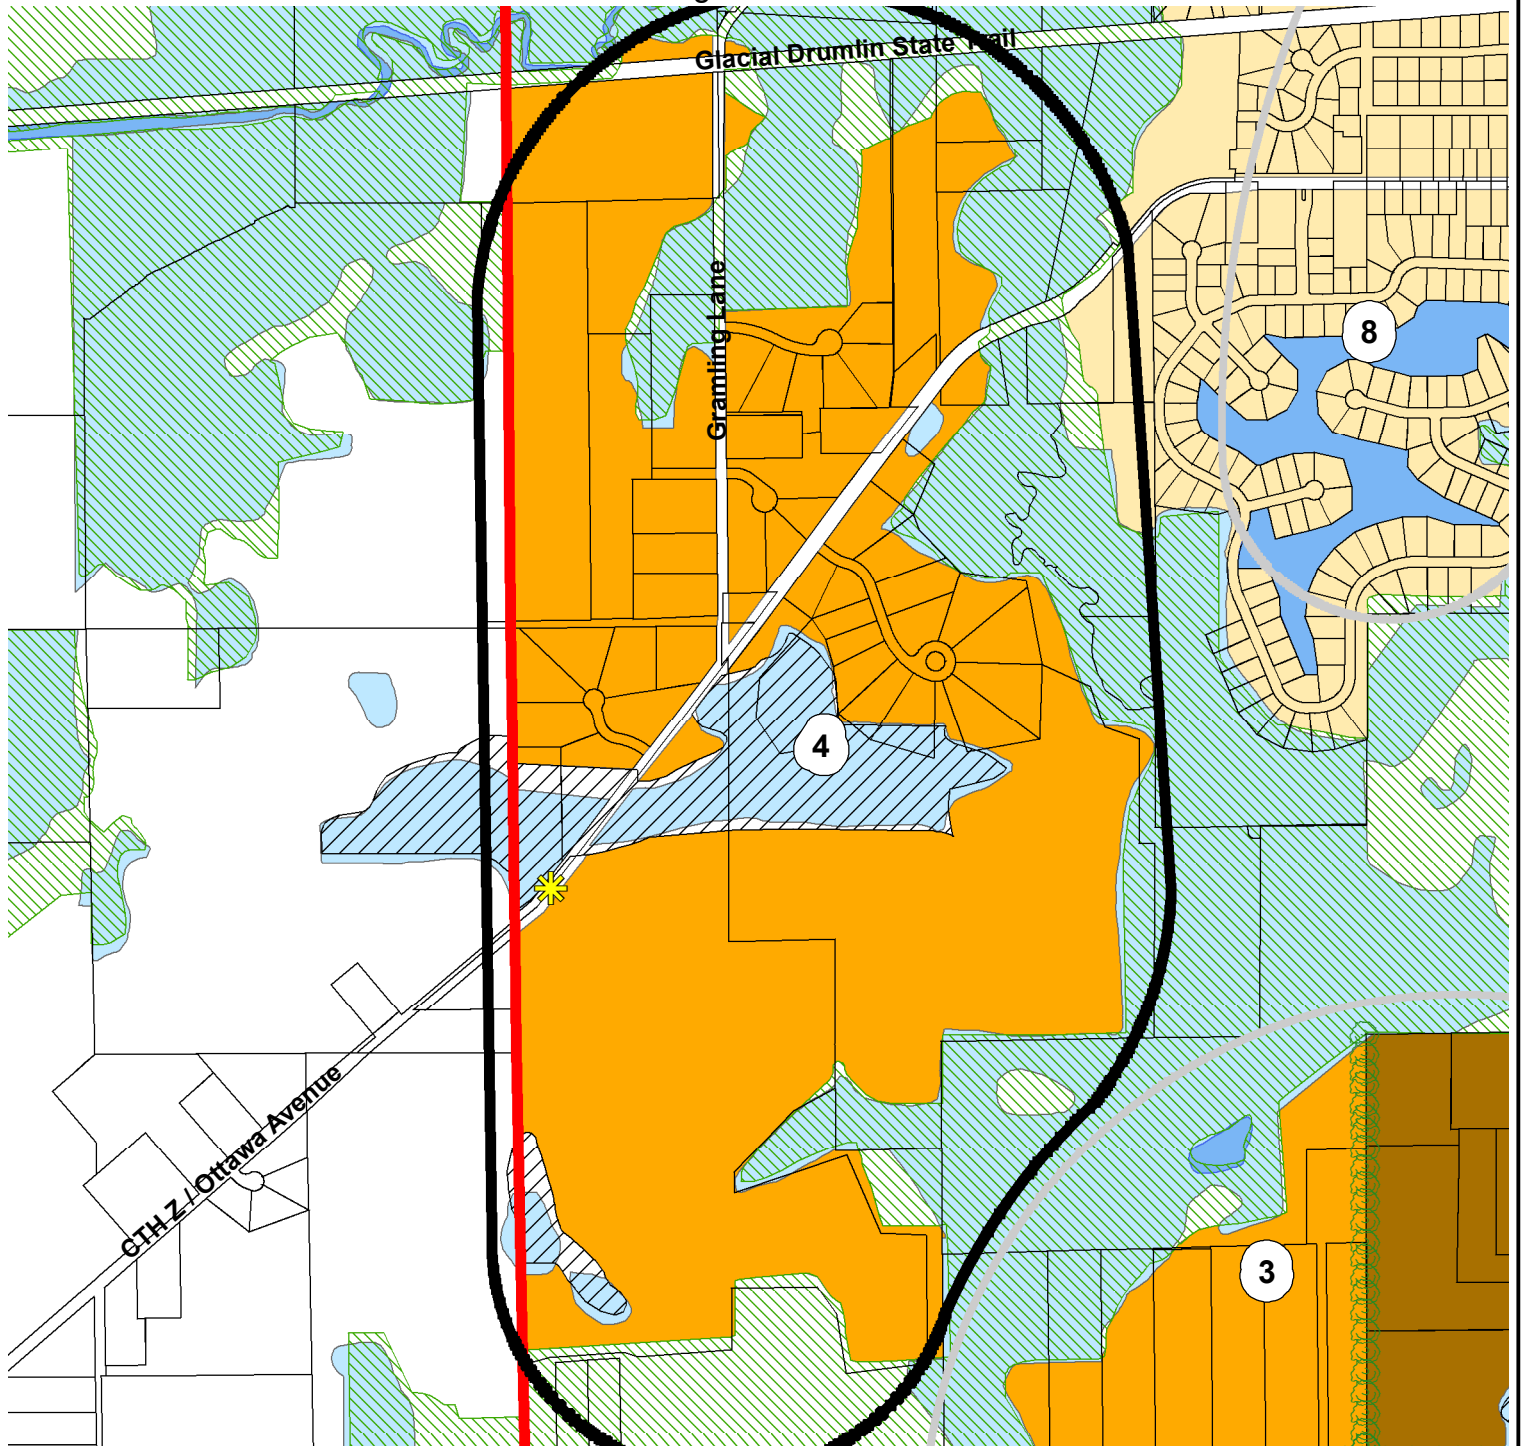 Glacial Drumlin State Trail
Gramling Lane
8
4
CTH Z / Ottawa Avenue
3